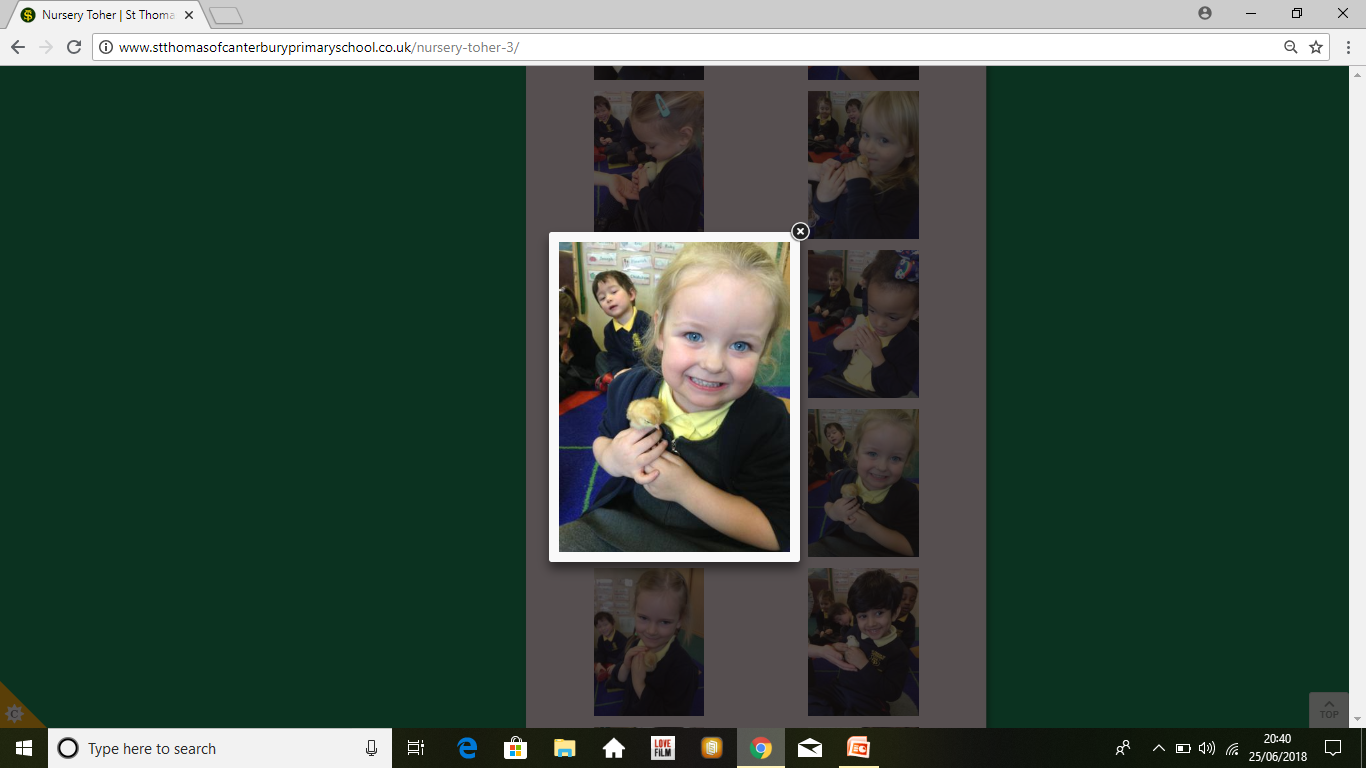 Nursery Toher | St Thoma
www.stthomasofcanterburyprimaryschool.co.uk/nursery-toher-3/
TOP
Type here to search
LOVE
FiLM
20:40
25/06/2018